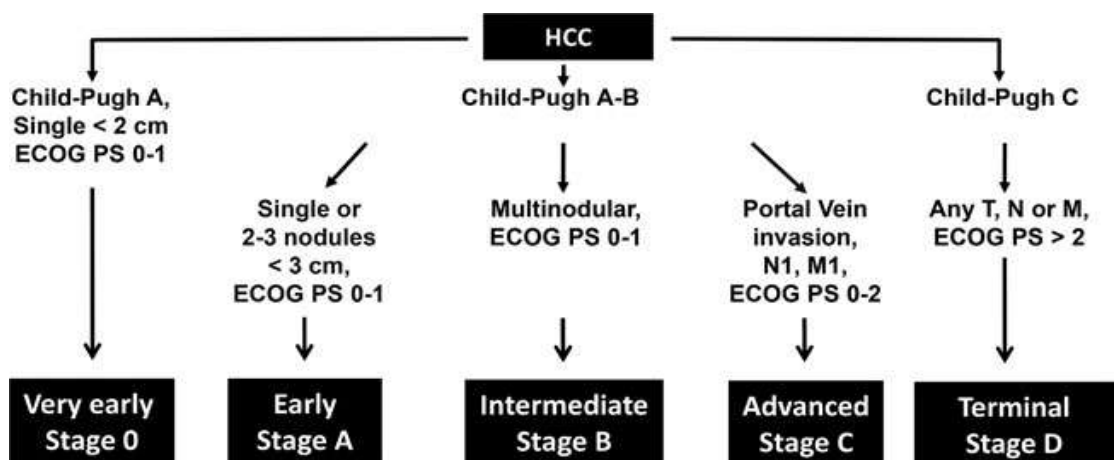 HCC
Child-Pugh A,
Single < 2 cm
ECOG PS 0-1
Child-Pugh A-B
Child-Pugh C
Single or
2-3 nodules
< 3 cm,
ECOG PS 0-1
Multinodular,
ECOG PS 0-1
Portal Vein
invasion,
N1, M1,
ECOG PS 0-2
Any T, N or M,
ECOG PS > 2
Very early
Stage 0
Early
Stage A
Intermediate
Stage B
Advanced
Stage C
Terminal
Stage D